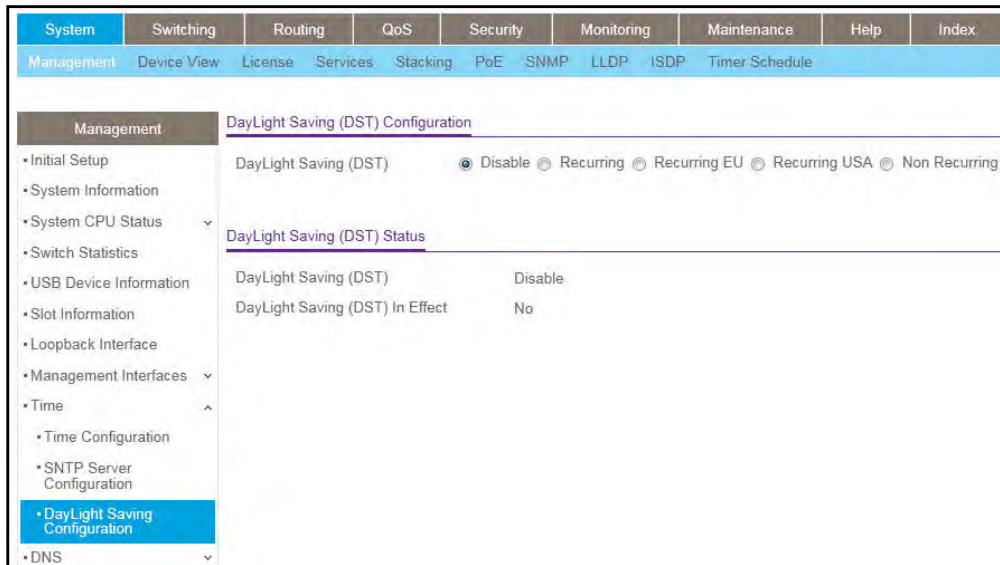 System Switching Routing QoS Security Monitoring Maintenance Help Index
Management Device View License Services Stacking PoE SNMP LLDP ISDP Timer Schedule
Management
• Initial Setup
• System Information
• System CPU Status
• Switch Statistics
• USB Device Information
• Slot Information
• Loopback Interface
• Management Interfaces
• Time
• Time Configuration
• SNTP Server
Configuration
• DayLight Saving
Configuration
• DNS
DayLight Saving (DST) Configuration
DayLight Saving (DST) Disable Recurring Recurring EU Recurring USA Non Recurring
DayLight Saving (DST) Status
DayLight Saving (DST) Disable
DayLight Saving (DST) In Effect No